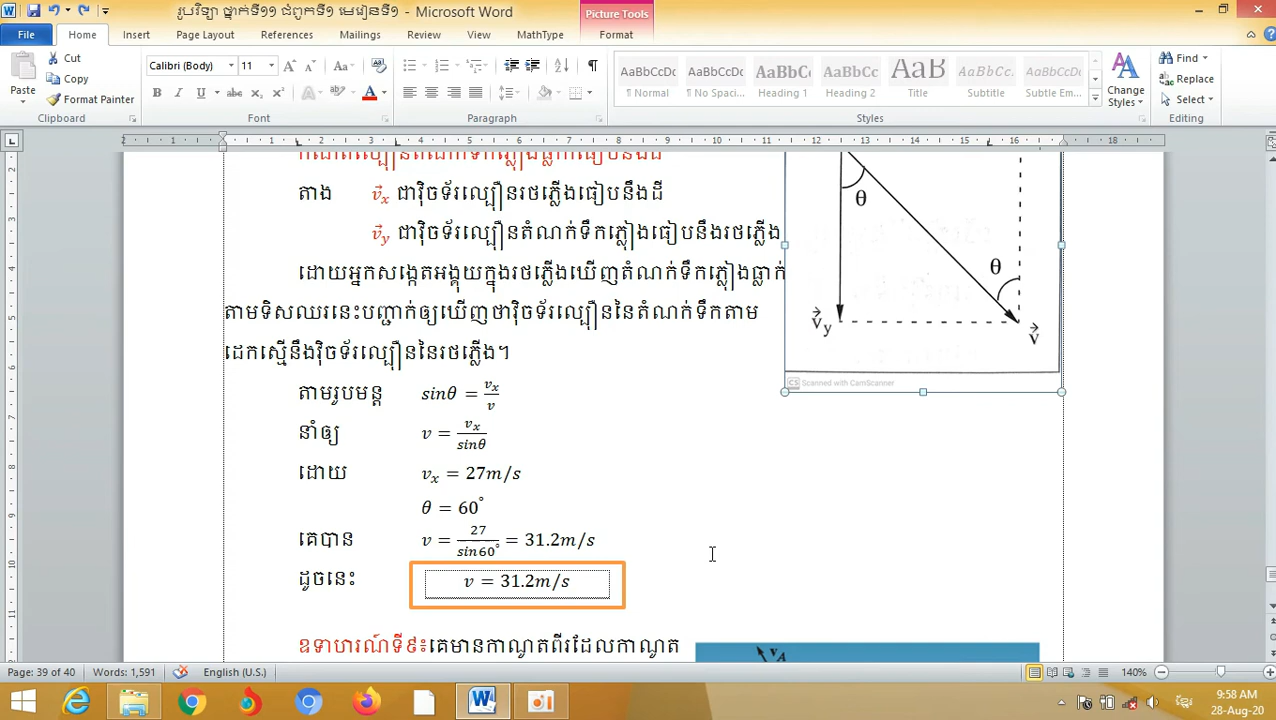 រូបវិទ្យា ថ្នាក់ទី១១ ជំពូកទី១ មេរៀនទី១ - Microsoft Word
Picture Tools
File Home Insert Page Layout References Mailings Review View MathType Format
Paste
Cut
Copy
Format Painter
Clipboard
Calibri (Body) 11
Font
Paragraph
AaBbCcDc AaBbCcDc AaBbCc AaBbCc AaB AaBbCcDc AaBbCcDc
¶ Normal ¶ No Spaci... Heading 1 Heading 2 Title Subtitle Subtle Em...
Change Styles
Styles
Find
Replace
Select
Editing
តាង v⃗x ជាវ៉ិចទ័រល្បឿនរថភ្លើងធៀបនឹងដី
v⃗y ជាវ៉ិចទ័រល្បឿនតំណក់ទឹកភ្លៀងធៀបនឹងរថភ្លើង
ដោយអ្នកសង្កេតអង្គុយក្នុងរថភ្លើងឃើញតំណក់ទឹកភ្លៀងធ្លាក់
តាមទិសឈរនេះបញ្ជាក់ឲ្យឃើញថាវ៉ិចទ័រល្បឿននៃតំណក់ទឹកតាម
ដេកស្មើនឹងវ៉ិចទ័រល្បឿននៃរថភ្លើង។
θ
θ
v⃗y
v⃗
CS Scanned with CamScanner
តាមរូបមន្ត sinθ = vx/v
នាំឲ្យ v = vx/sinθ
ដោយ vx = 27m/s
θ = 60°
គេបាន v = 27/sin60° = 31.2m/s
ដូចនេះ v = 31.2m/s
ឧទាហរណ៍ទី៩៖គេមានកាណូតពីរដែលកាណូត
vA
Page: 39 of 40 Words: 1,591 English (U.S.) 140%
9:58 AM
28-Aug-20